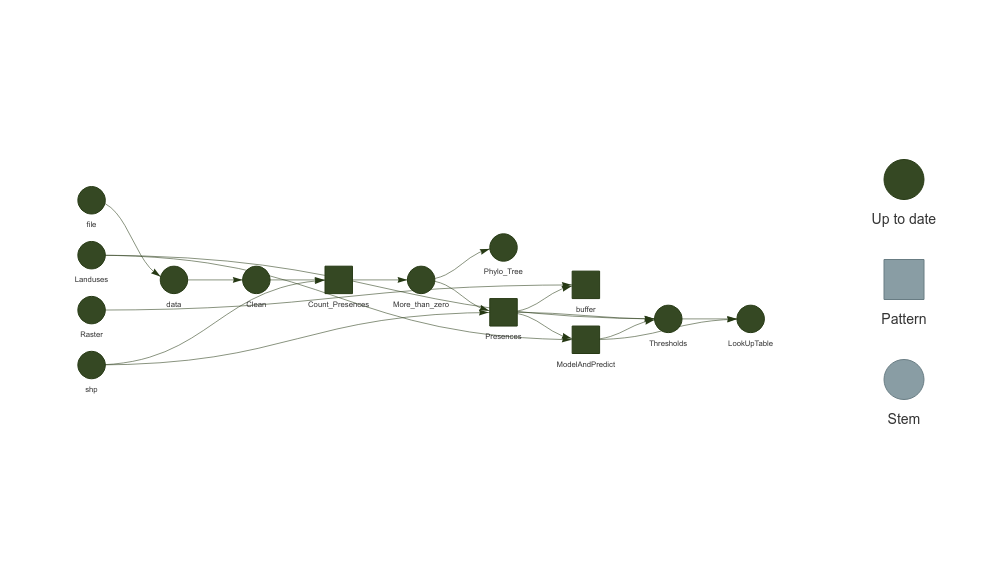 file
Landuses
Raster
shp
data
Clean
Count_Presences
More_than_zero
Phylo_Tree
Presences
buffer
ModelAndPredict
Thresholds
LookUpTable
Up to date
Pattern
Stem